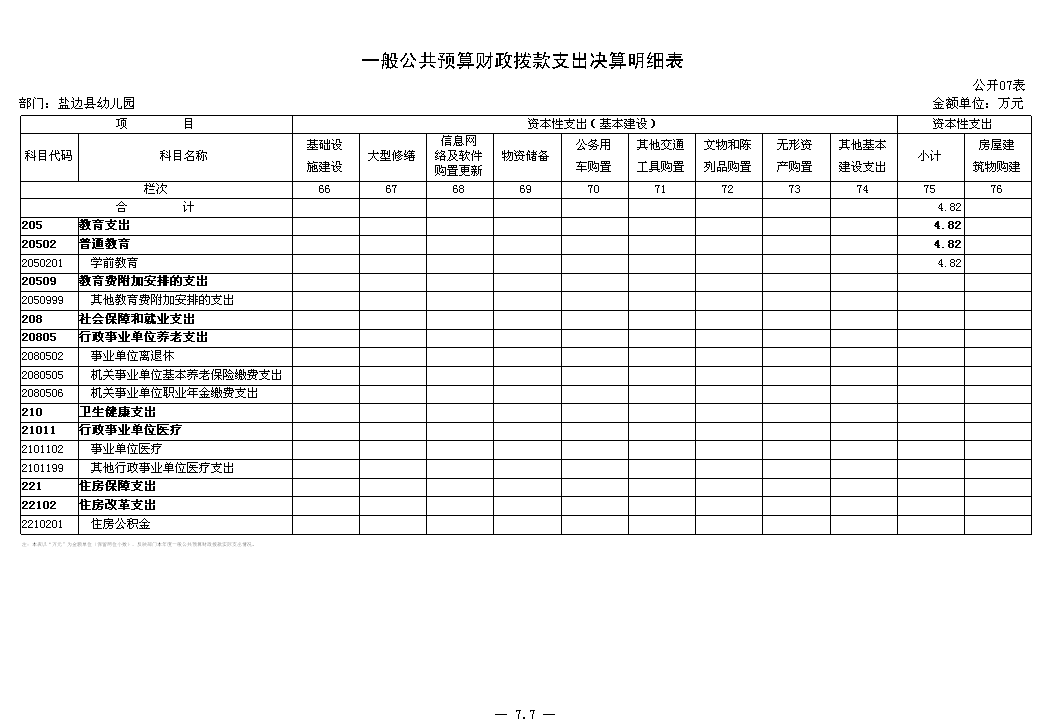 一般公共预算财政拨款支出决算明细表
公开07表
部门：盐边县幼儿园 金额单位：万元
项 目 资本性支出（基本建设） 资本性支出
科目代码 科目名称 基础设施建设 大型修缮 信息网络及软件购置更新 物资储备 公务用车购置 其他交通工具购置 文物和陈列品购置 无形资产购置 其他基本建设支出 小计 房屋建筑物购建
栏次 66 67 68 69 70 71 72 73 74 75 76
合 计 4.82
205 教育支出 4.82
20502 普通教育 4.82
2050201 学前教育 4.82
20509 教育费附加安排的支出
2050999 其他教育费附加安排的支出
208 社会保障和就业支出
20805 行政事业单位养老支出
2080502 事业单位离退休
2080505 机关事业单位基本养老保险缴费支出
2080506 机关事业单位职业年金缴费支出
210 卫生健康支出
21011 行政事业单位医疗
2101102 事业单位医疗
2101199 其他行政事业单位医疗支出
221 住房保障支出
22102 住房改革支出
2210201 住房公积金
— 7.7 —